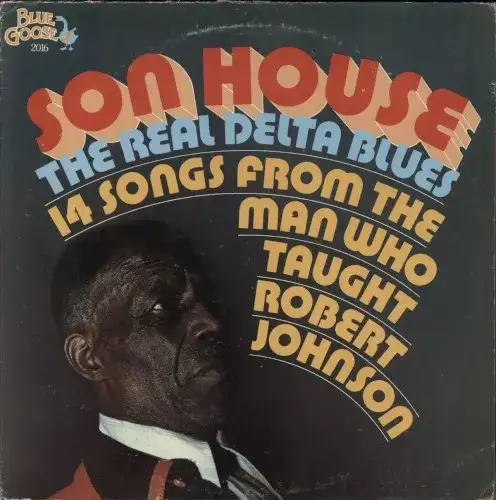 BLUE
GOOSE
2016
SON HOUSE
THE REAL DELTA BLUES
14 SONGS FROM THE
MAN WHO
TAUGHT
ROBERT
JOHNSON